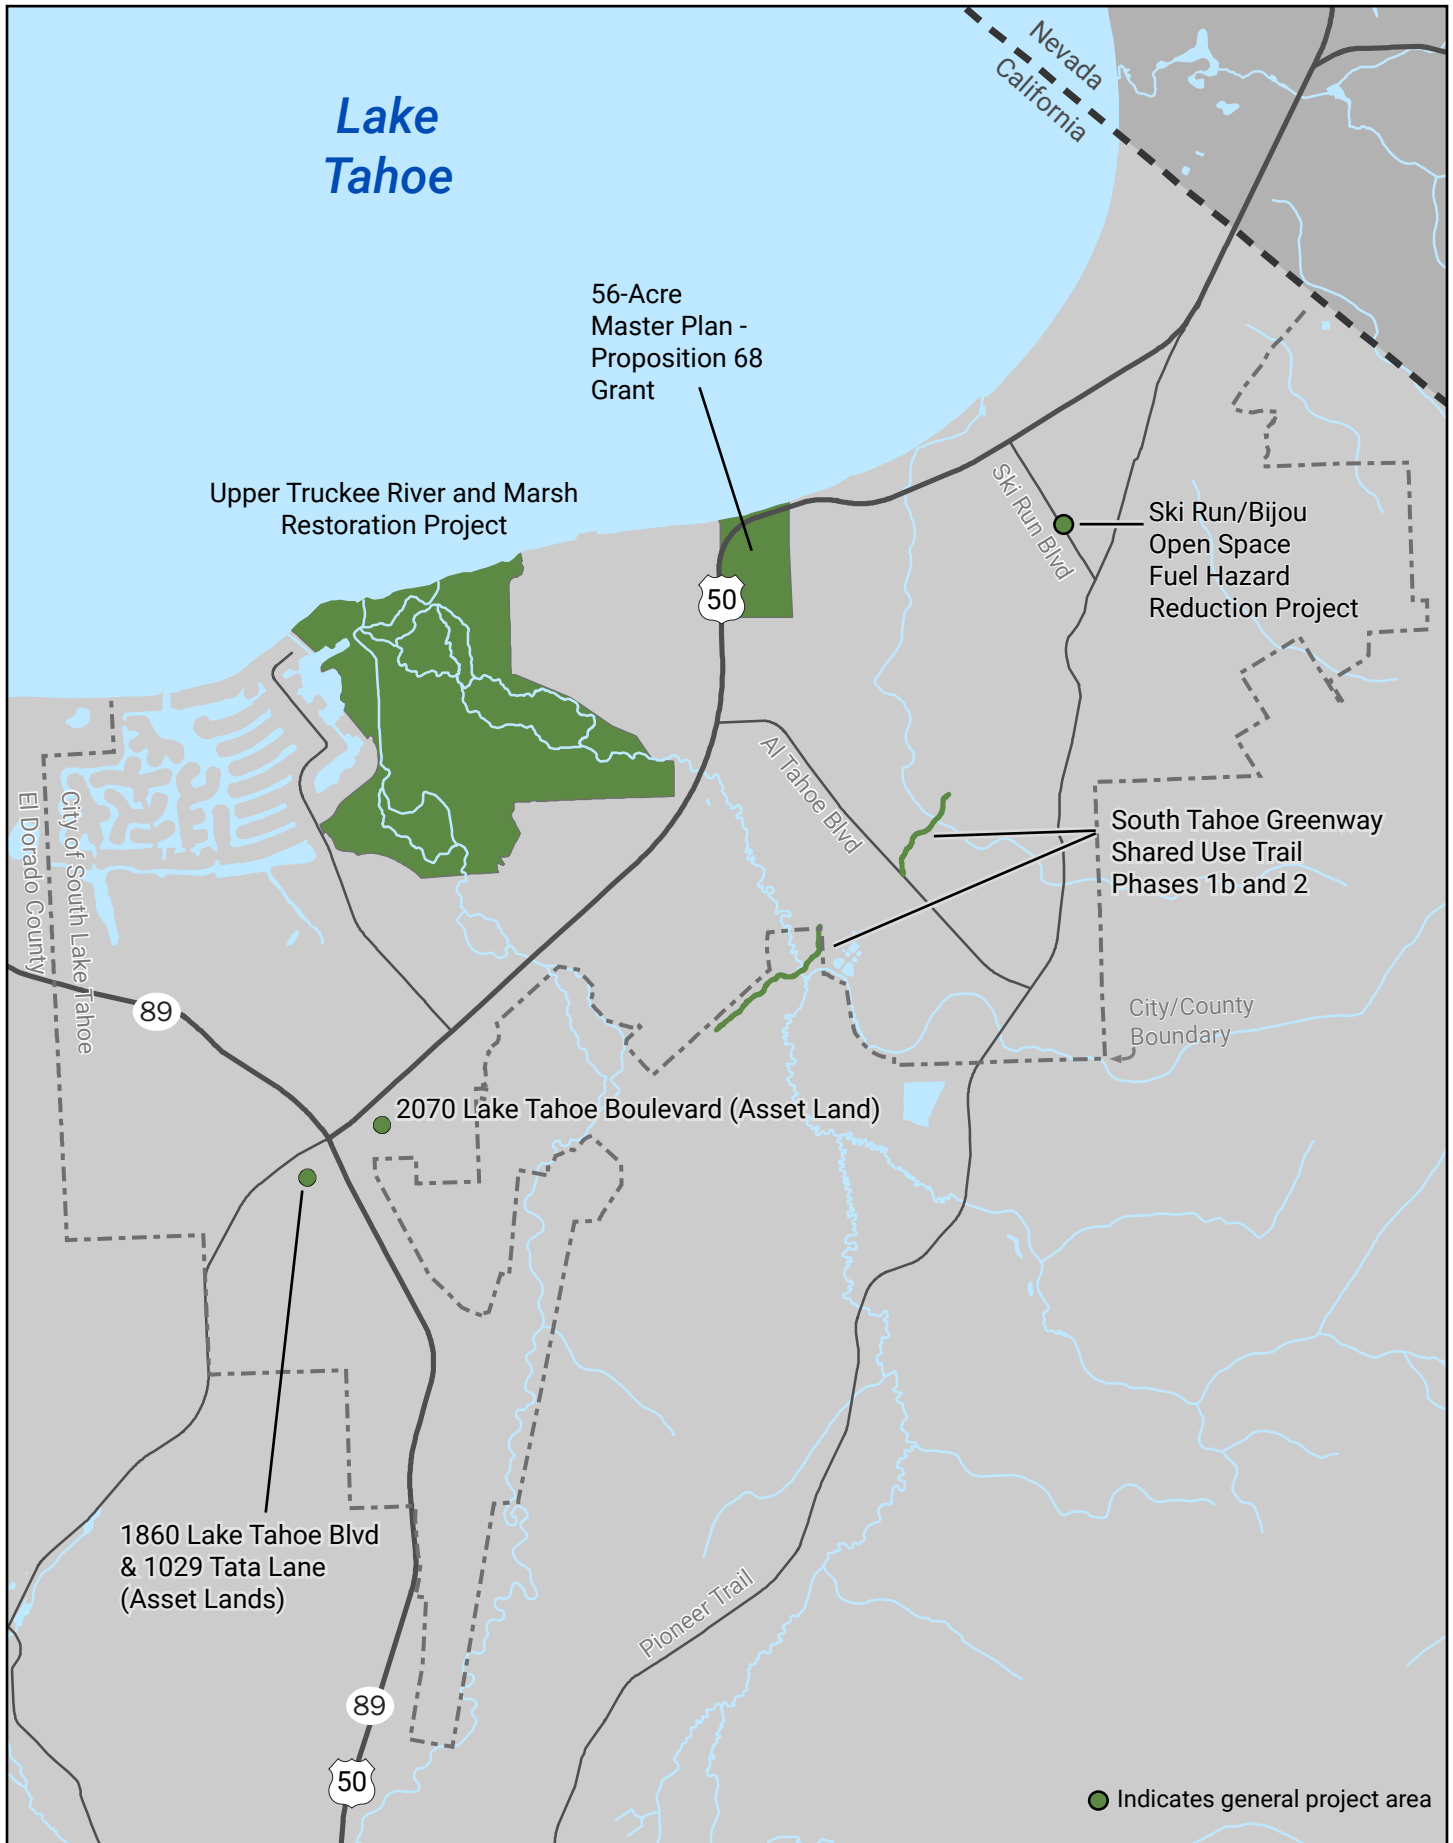 Lake
Tahoe
Nevada
California
56-Acre
Master Plan -
Proposition 68
Grant
Upper Truckee River and Marsh
Restoration Project
Ski Run Blvd
Ski Run/Bijou
Open Space
Fuel Hazard
Reduction Project
50
Al Tahoe Blvd
South Tahoe Greenway
Shared Use Trail
Phases 1b and 2
El Dorado County
City of South Lake Tahoe
89
City/County
Boundary
2070 Lake Tahoe Boulevard (Asset Land)
1860 Lake Tahoe Blvd
& 1029 Tata Lane
(Asset Lands)
Pioneer Trail
89
50
Indicates general project area